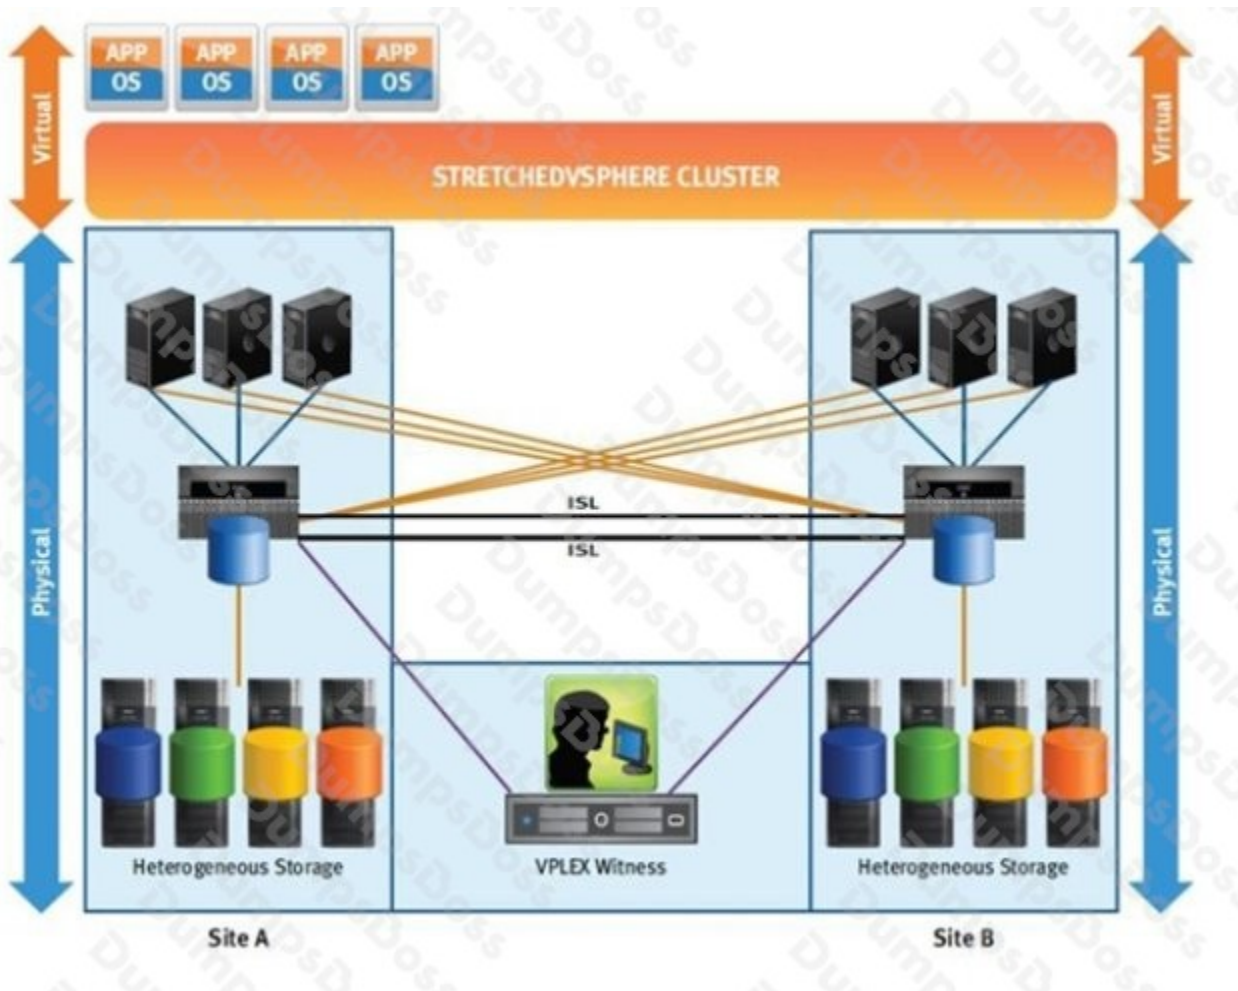 APP APP APP APP
OS OS OS OS
Virtual
Virtual
STRETCHEDVSPHERE CLUSTER
ISL
ISL
Physical
Physical
Heterogeneous Storage
VPLEX Witness
Heterogeneous Storage
Site A
Site B
DumpsDoss